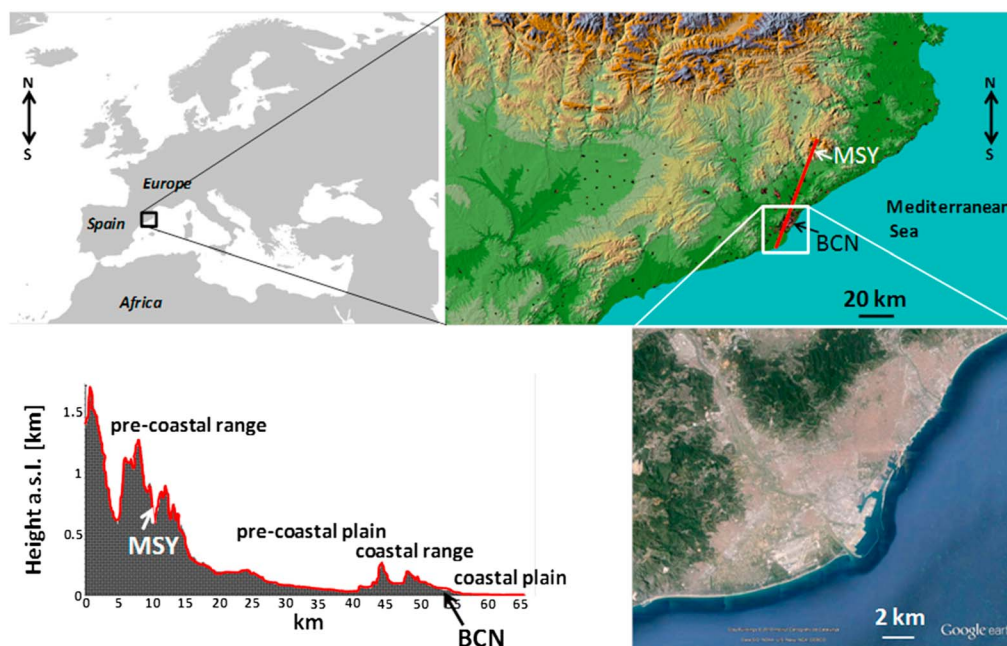 N
S
Europe
Spain
Africa
N
S
MSY
Mediterranean
Sea
BCN
20 km
Height a.s.l. [km]
1.5
1
0.5
0
pre-coastal range
MSY
pre-coastal plain
coastal range
coastal plain
0 5 10 15 20 25 30 35 40 45 50 55 65
km
BCN
2 km
Google earth